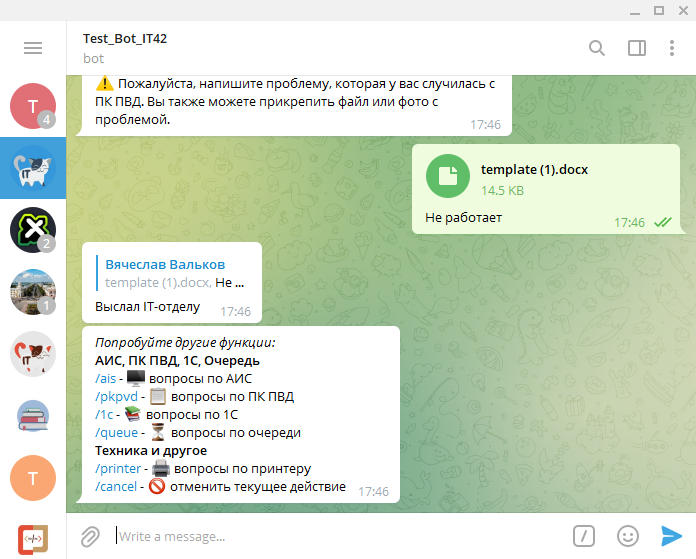 Test_Bot_IT42
bot
⚠️ Пожалуйста, напишите проблему, которая у вас случилась с
ПК ПВД. Вы также можете прикрепить файл или фото с
проблемой.
17:46
template (1).docx
14.5 KB
Не работает
17:46
Вячеслав Вальков
template (1).docx, Не ...
Выслал IT-отделу
17:46
Попробуйте другие функции:
АИС, ПК ПВД, 1С, Очередь
/ais - 🖥️ вопросы по АИС
/pkpvd - 📋 вопросы по ПК ПВД
/1c - 📚 вопросы по 1С
/queue - ⏳ вопросы по очереди
Техника и другое
/printer - 🖨️ вопросы по принтеру
/cancel - 🚫 отменить текущее действие
17:46
T
4
2
1
T
Write a message...